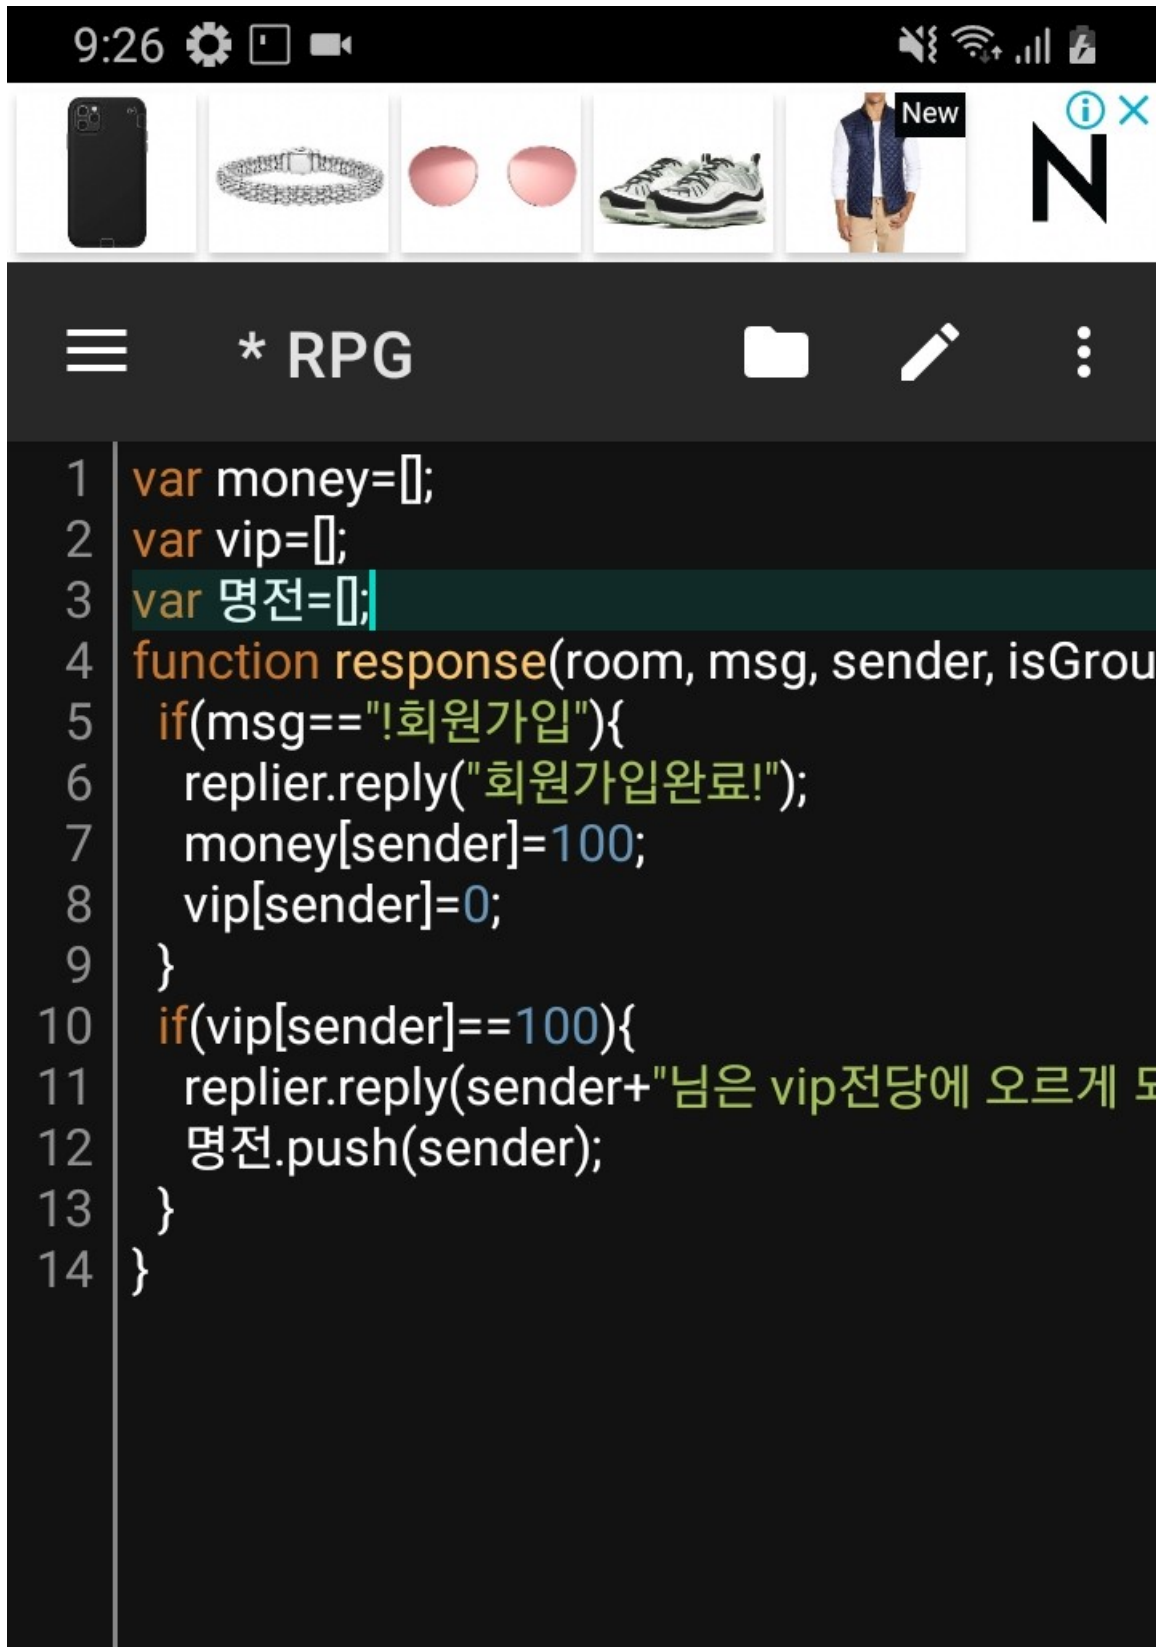 9:26
New
N
* RPG
1 var money=[];
2 var vip=[];
3 var 명전=[];
4 function response(room, msg, sender, isGrou
5 if(msg=="!회원가입"){
6 replier.reply("회원가입완료!");
7 money[sender]=100;
8 vip[sender]=0;
9 }
10 if(vip[sender]==100){
11 replier.reply(sender+"님은 vip전당에 오르게
12 명전.push(sender);
13 }
14 }